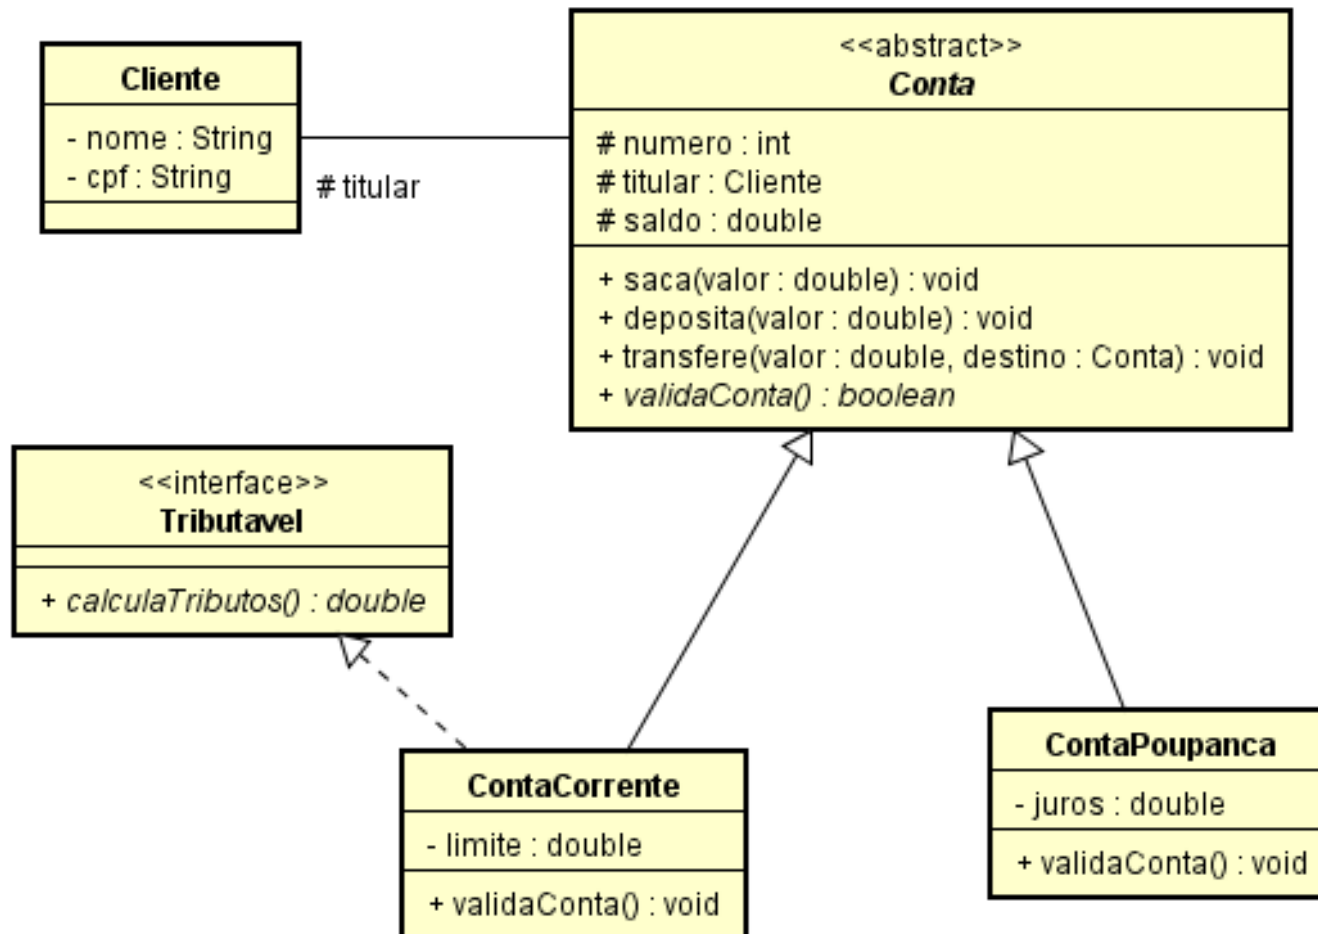 Cliente
- nome : String
- cpf : String
# titular
<<abstract>>
Conta
# numero : int
# titular : Cliente
# saldo : double
+ saca(valor : double) : void
+ deposita(valor : double) : void
+ transfere(valor : double, destino : Conta) : void
+ validaConta() : boolean
<<interface>>
Tributavel
+ calculaTributos() : double
ContaCorrente
- limite : double
+ validaConta() : void
ContaPoupanca
- juros : double
+ validaConta() : void